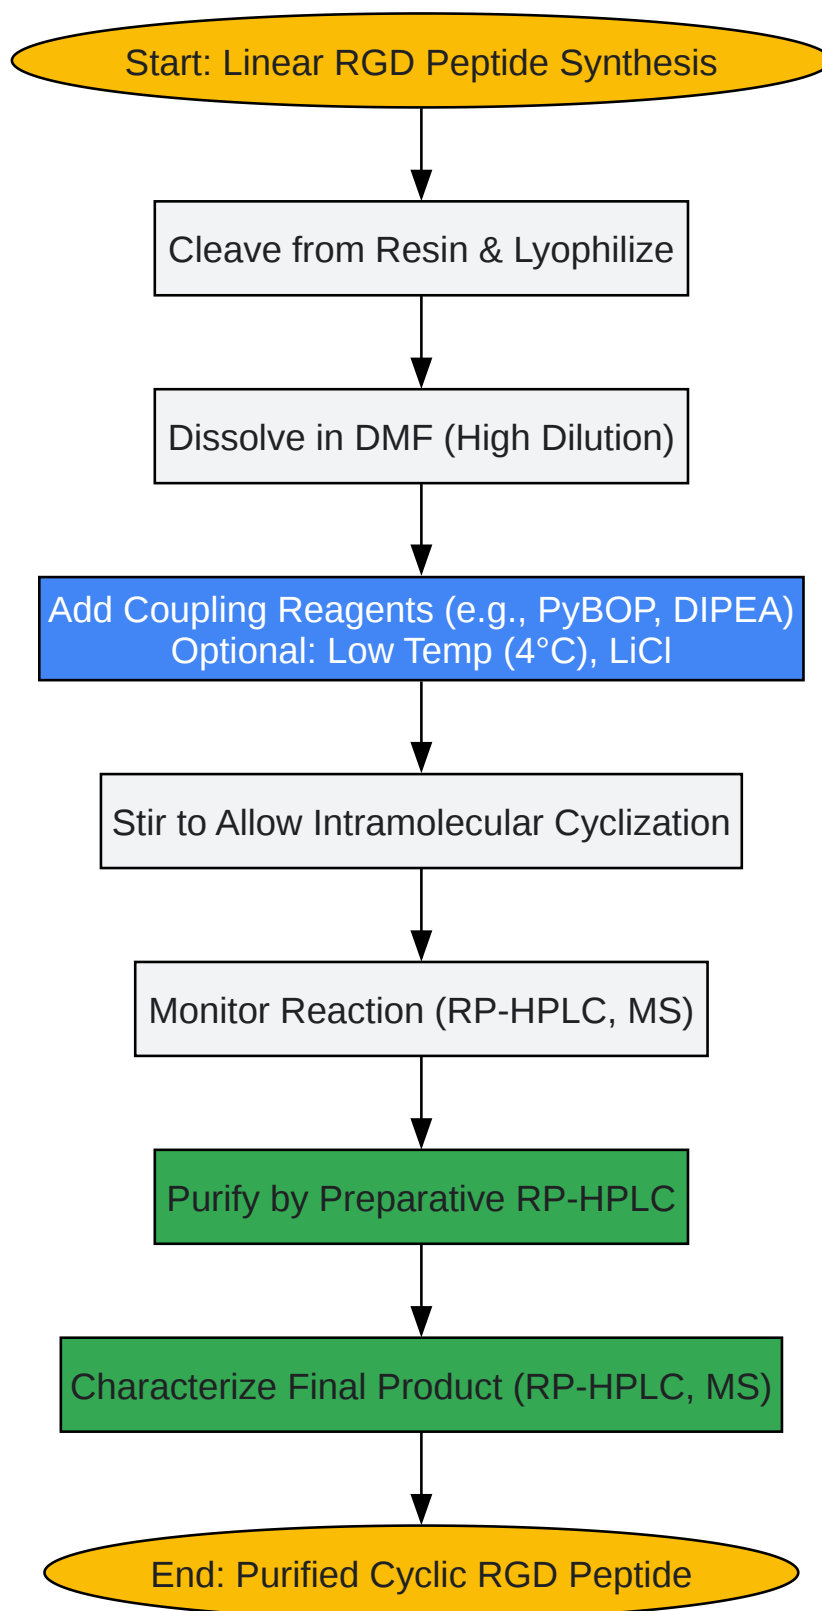 Start: Linear RGD Peptide Synthesis
Cleave from Resin & Lyophilize
Dissolve in DMF (High Dilution)
Add Coupling Reagents (e.g., PyBOP, DIPEA)
Optional: Low Temp (4°C), LiCl
Stir to Allow Intramolecular Cyclization
Monitor Reaction (RP-HPLC, MS)
Purify by Preparative RP-HPLC
Characterize Final Product (RP-HPLC, MS)
End: Purified Cyclic RGD Peptide